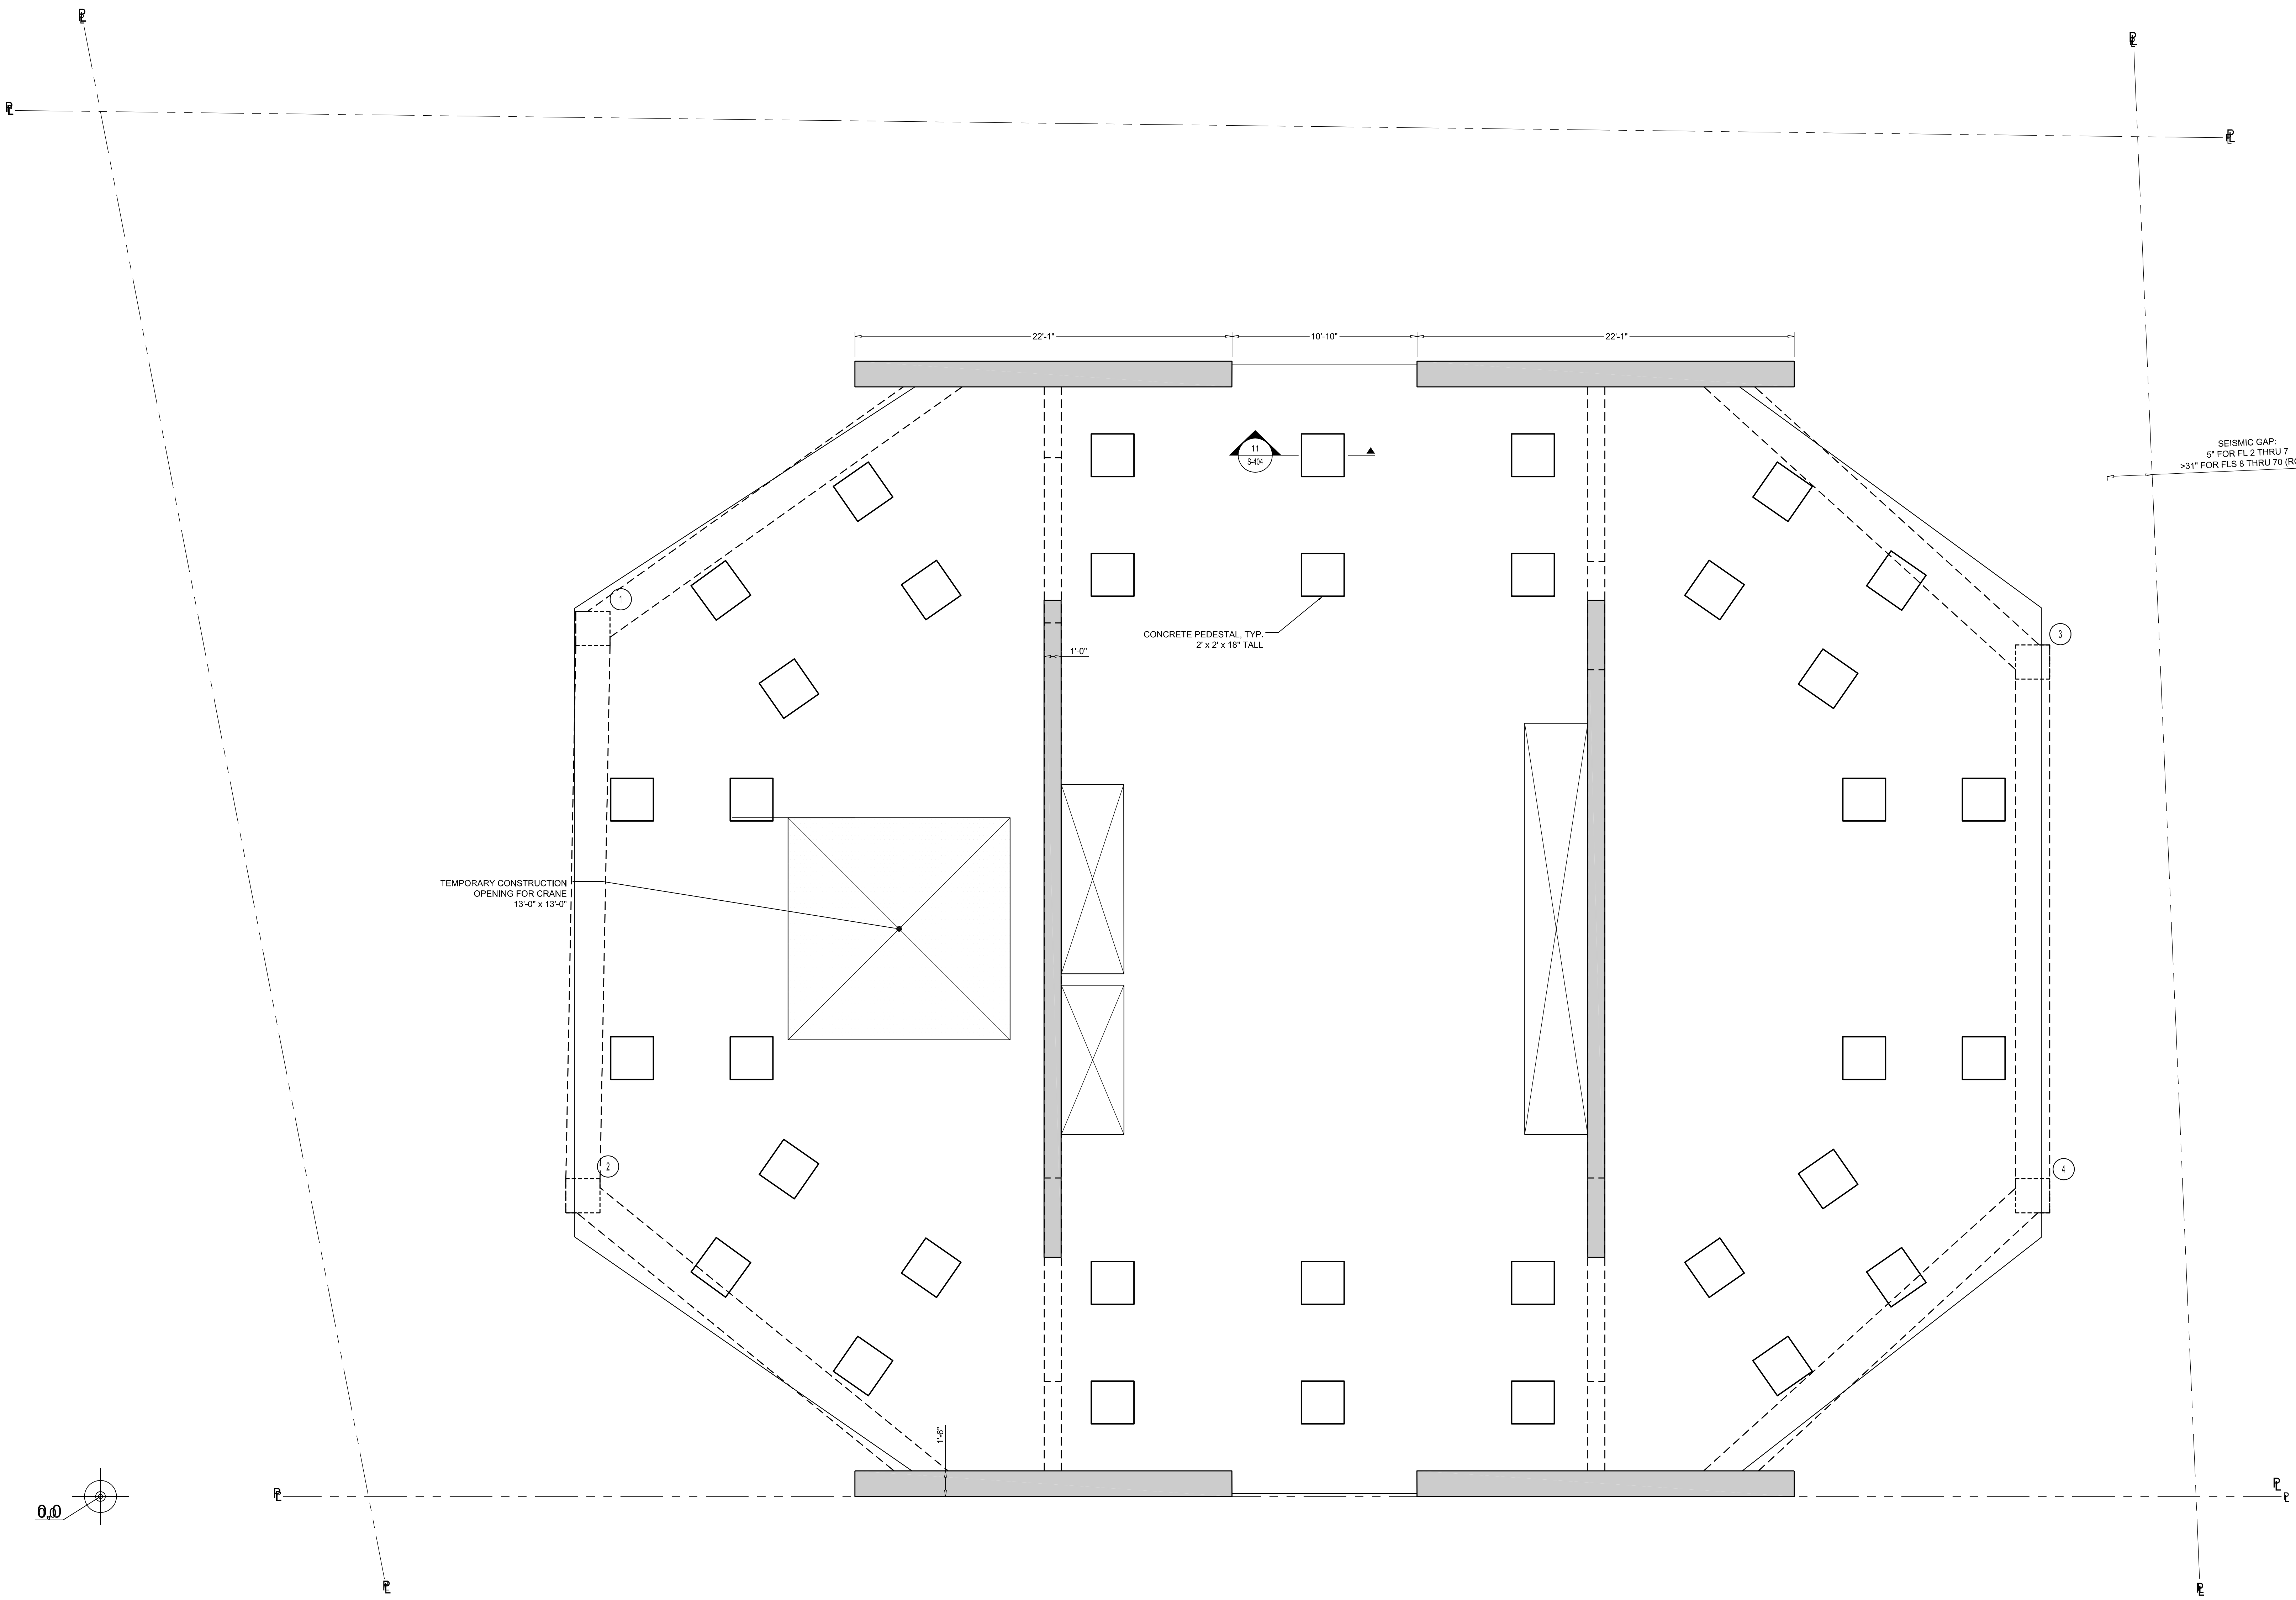 PL
PL
PL
PL
22'-1"
10'-10"
22'-1"
11
S-404
SEISMIC GAP:
5" FOR FL 2 THRU 7
>31" FOR FLS 8 THRU 70
1
3
CONCRETE PEDESTAL, TYP.
2' x 2' x 18" TALL
1'-0"
TEMPORARY CONSTRUCTION
OPENING FOR CRANE
13'-0" x 13'-0"
2
4
1'-6"
PL
PL
PL
0,0
PL
PL